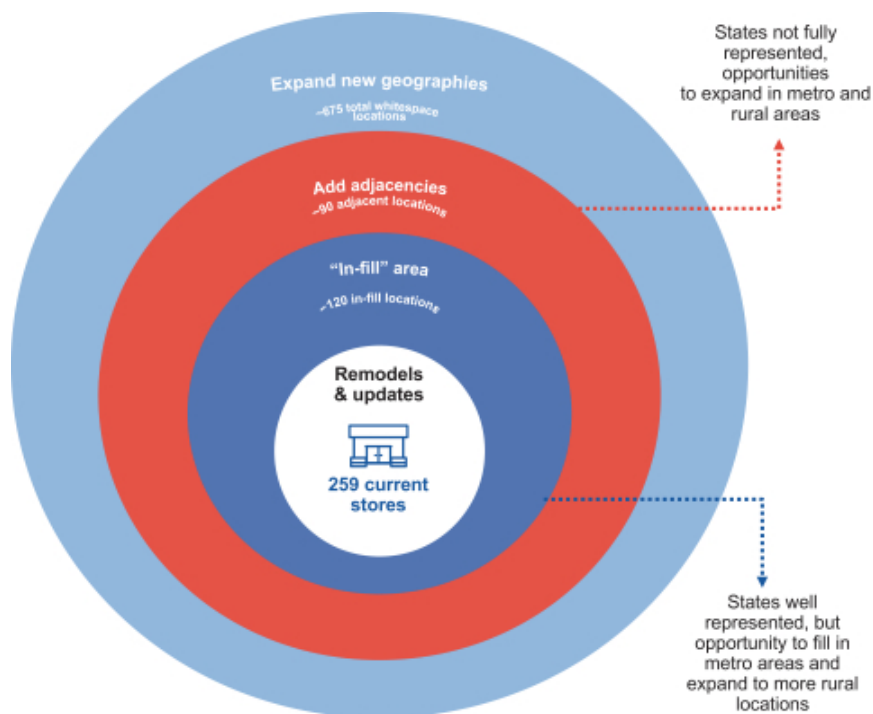 Expand new geographies
~675 total whitespace
locations
Add adjacencies
~90 adjacent locations
“In-fill” area
~120 in-fill locations
Remodels
& updates
259 current
stores
States not fully
represented,
opportunities
to expand in metro and
rural areas
States well
represented, but
opportunity to fill in
metro areas and
expand to more rural
locations